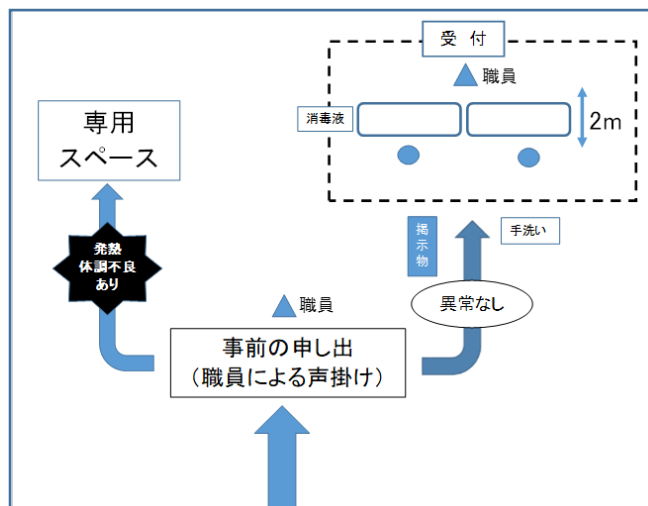 受　付
職員
消毒液
2m
専用
スペース
掲示物
手洗い
発熱
体調不良
あり
異常なし
職員
事前の申し出
（職員による声掛け）